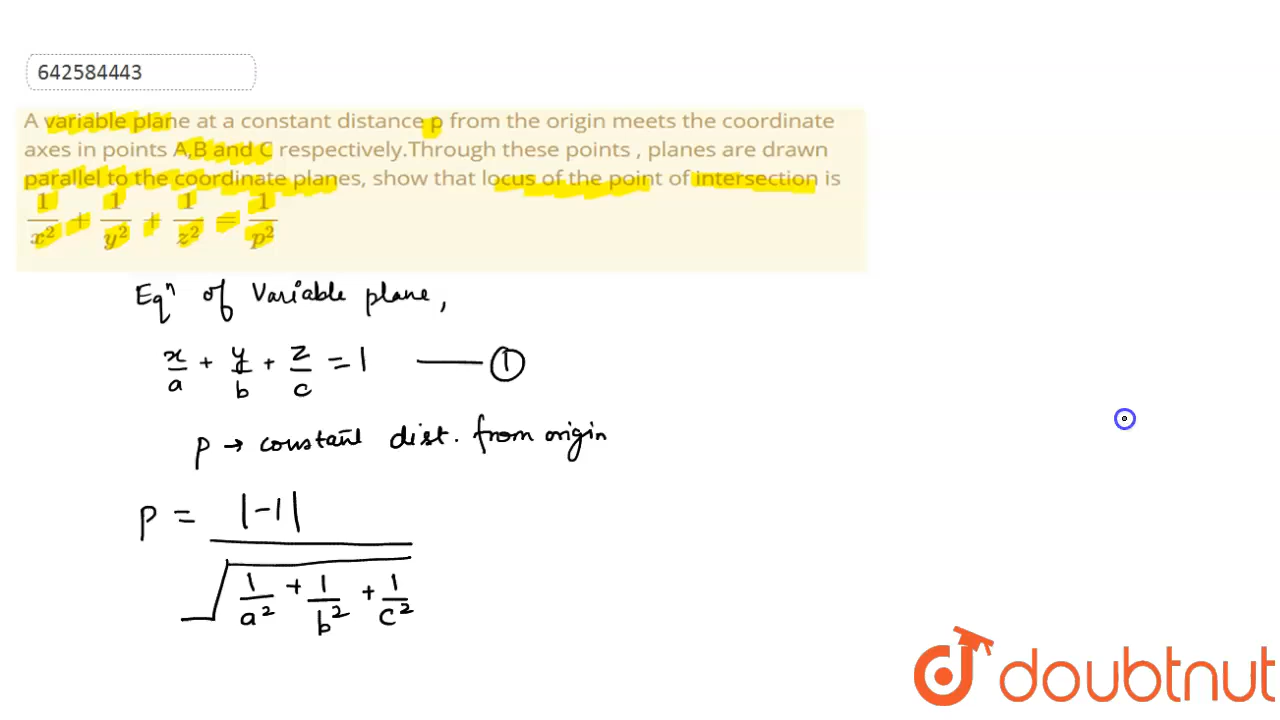 642584443
A variable plane at a constant distance p from the origin meets the coordinate
axes in points A,B and C respectively.Through these points , planes are drawn
parallel to the coordinate planes, show that locus of the point of intersection is
1/x² + 1/y² + 1/z² = 1/p²
Eqⁿ of Variable plane,
x/a + y/b + z/c = 1 —— ①
p → constant dist. from origin
P = |-1| / √(1/a² + 1/b² + 1/c²)
doubtnut